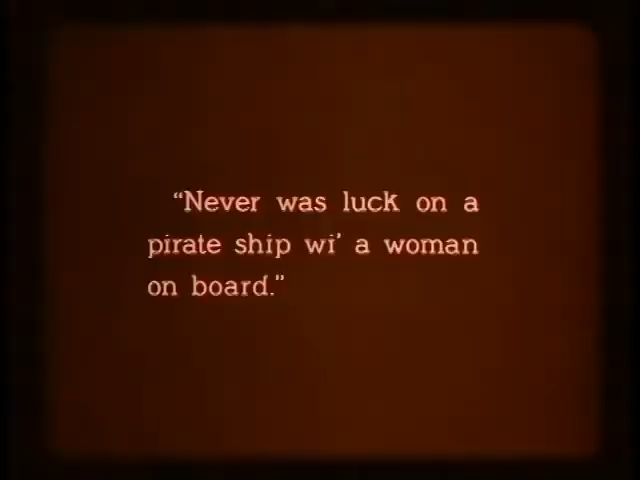 “Never was luck on a
pirate ship wi’ a woman
on board.”